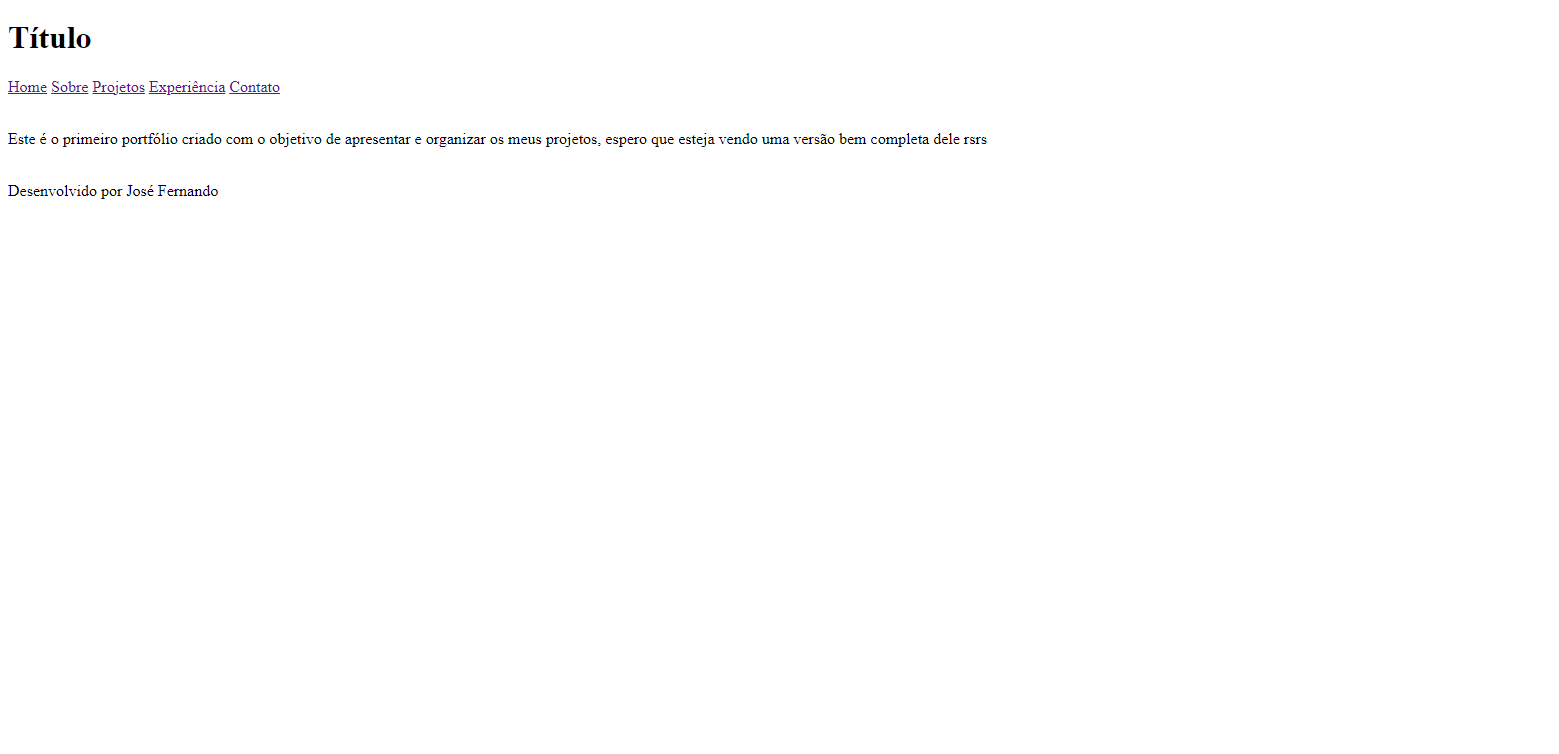 Título
Home Sobre Projetos Experiência Contato
Este é o primeiro portfólio criado com o objetivo de apresentar e organizar os meus projetos, espero que esteja vendo uma versão bem completa dele rsrs
Desenvolvido por José Fernando